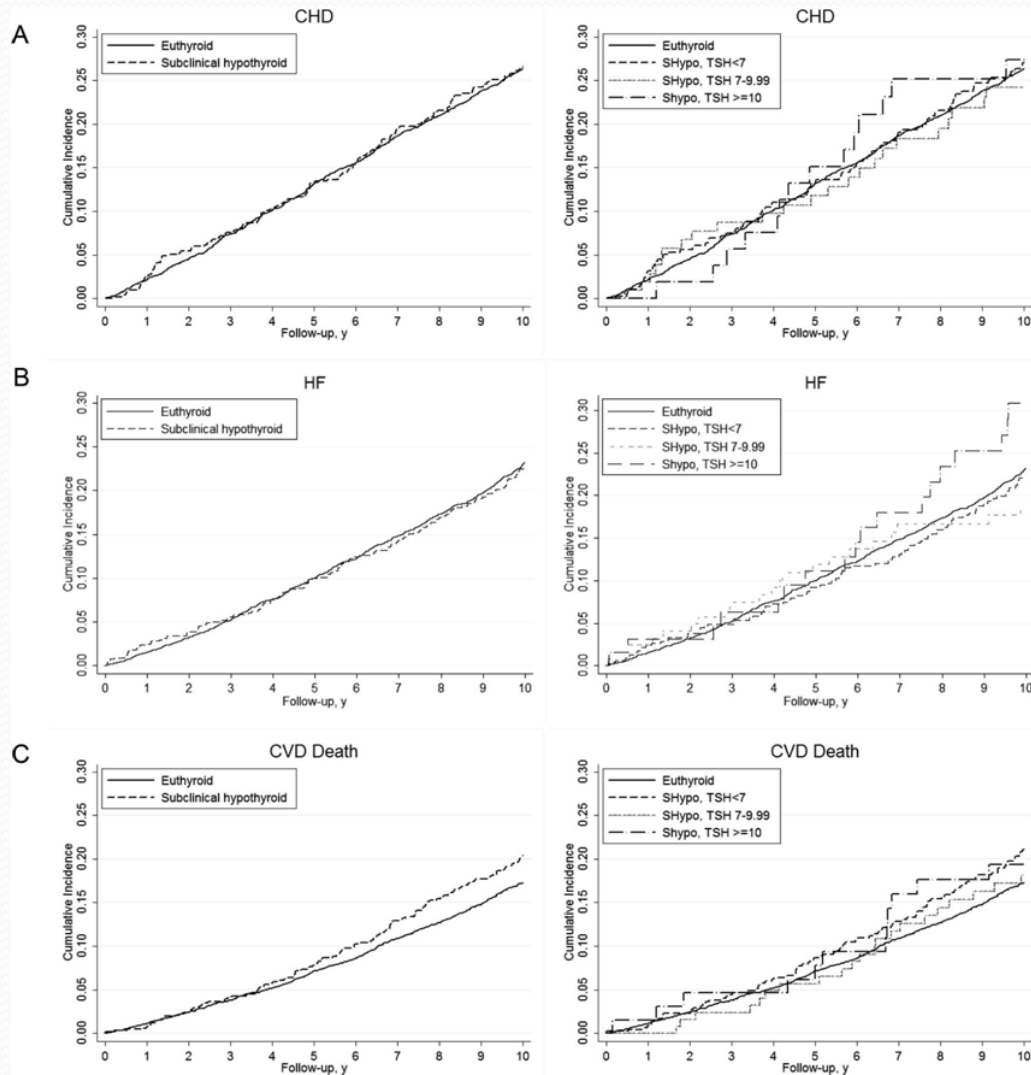 A
CHD
Euthyroid
Subclinical hypothyroid
0.30
0.25
0.20
0.15
0.10
0.05
0.00
Cumulative Incidence
0 1 2 3 4 5 6 7 8 9 10
Follow-up, y
CHD
Euthyroid
SHypo, TSH<7
SHypo, TSH 7-9.99
Shypo, TSH >=10
0.30
0.25
0.20
0.15
0.10
0.05
0.00
Cumulative Incidence
0 1 2 3 4 5 6 7 8 9 10
Follow-up, y
B
HF
Euthyroid
Subclinical hypothyroid
0.30
0.25
0.20
0.15
0.10
0.05
0.00
Cumulative Incidence
0 1 2 3 4 5 6 7 8 9 10
Follow-up, y
HF
Euthyroid
SHypo, TSH<7
SHypo, TSH 7-9.99
Shypo, TSH >=10
0.30
0.25
0.20
0.15
0.10
0.05
0.00
Cumulative Incidence
0 1 2 3 4 5 6 7 8 9 10
Follow-up, y
C
CVD Death
Euthyroid
Subclinical hypothyroid
0.30
0.25
0.20
0.15
0.10
0.05
0.00
Cumulative Incidence
0 1 2 3 4 5 6 7 8 9 10
Follow-up, y
CVD Death
Euthyroid
SHypo, TSH<7
SHypo, TSH 7-9.99
Shypo, TSH >=10
0.30
0.25
0.20
0.15
0.10
0.05
0.00
Cumulative Incidence
0 1 2 3 4 5 6 7 8 9 10
Follow-up, y